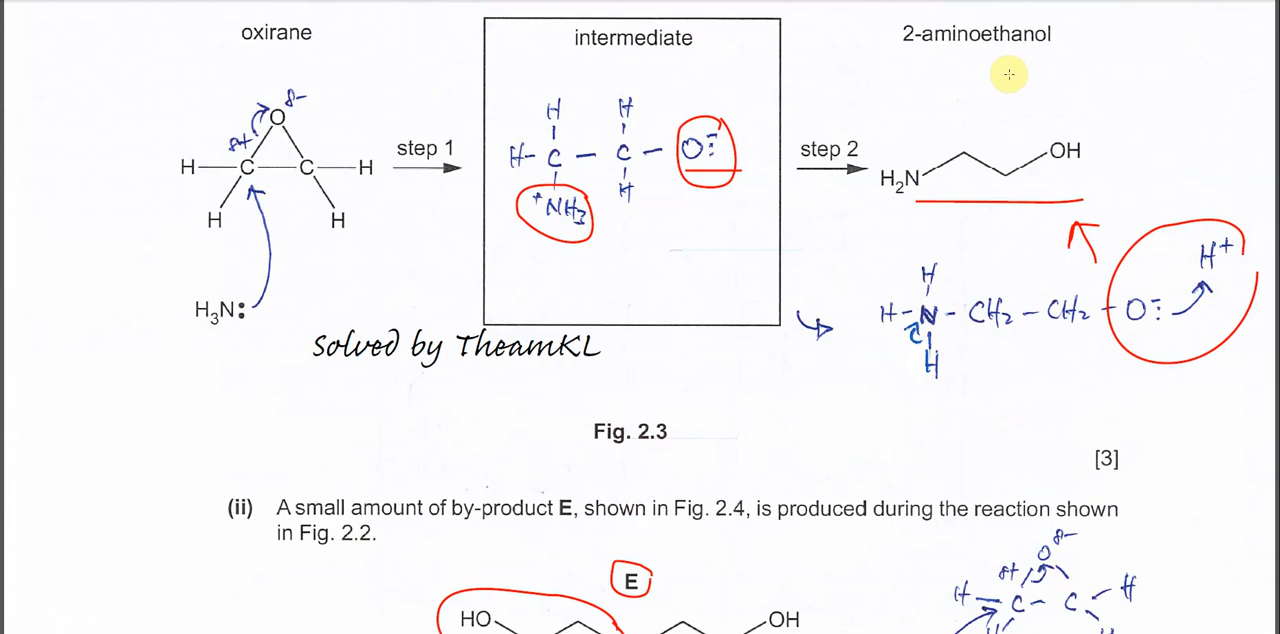 oxirane
intermediate
2-aminoethanol
δ-
O
δ+
H C C H
H H
H₃N:
step 1
H H
H- C - C - O:
+NH₃ H
step 2
H₂N OH
H H⁺
H-N - CH₂ - CH₂ - O:
H
Solved by TheamKL
Fig. 2.3
[3]
(ii) A small amount of by-product E, shown in Fig. 2.4, is produced during the reaction shown
in Fig. 2.2.
E
HO OH
δ-
O
δ+
H C - C H